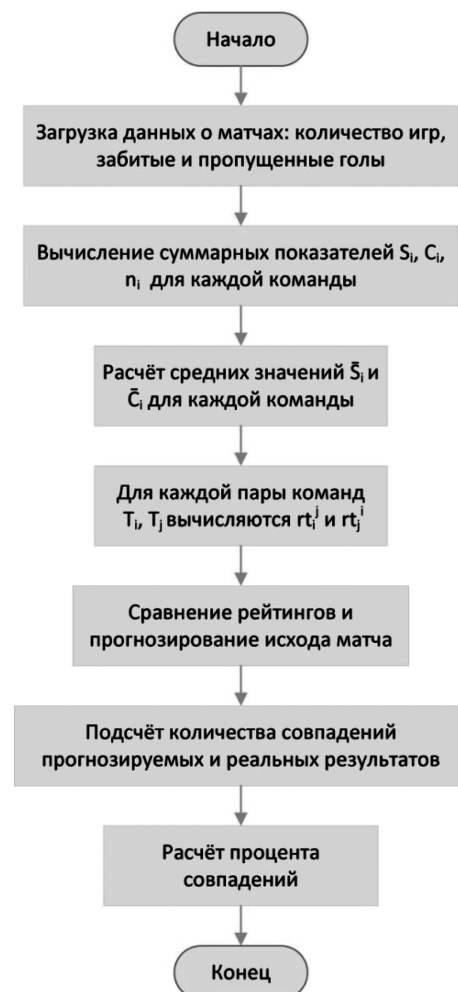 Начало
Загрузка данных о матчах: количество игр,
забитые и пропущенные голы
Вычисление суммарных показателей Sᵢ, Cᵢ,
nᵢ для каждой команды
Расчёт средних значений S̄ᵢ и
C̄ᵢ для каждой команды
Для каждой пары команд
Tᵢ, Tⱼ вычисляются rtᵢʲ и rtⱼⁱ
Сравнение рейтингов и
прогнозирование исхода матча
Подсчёт количества совпадений
прогнозируемых и реальных результатов
Расчёт процента
совпадений
Конец